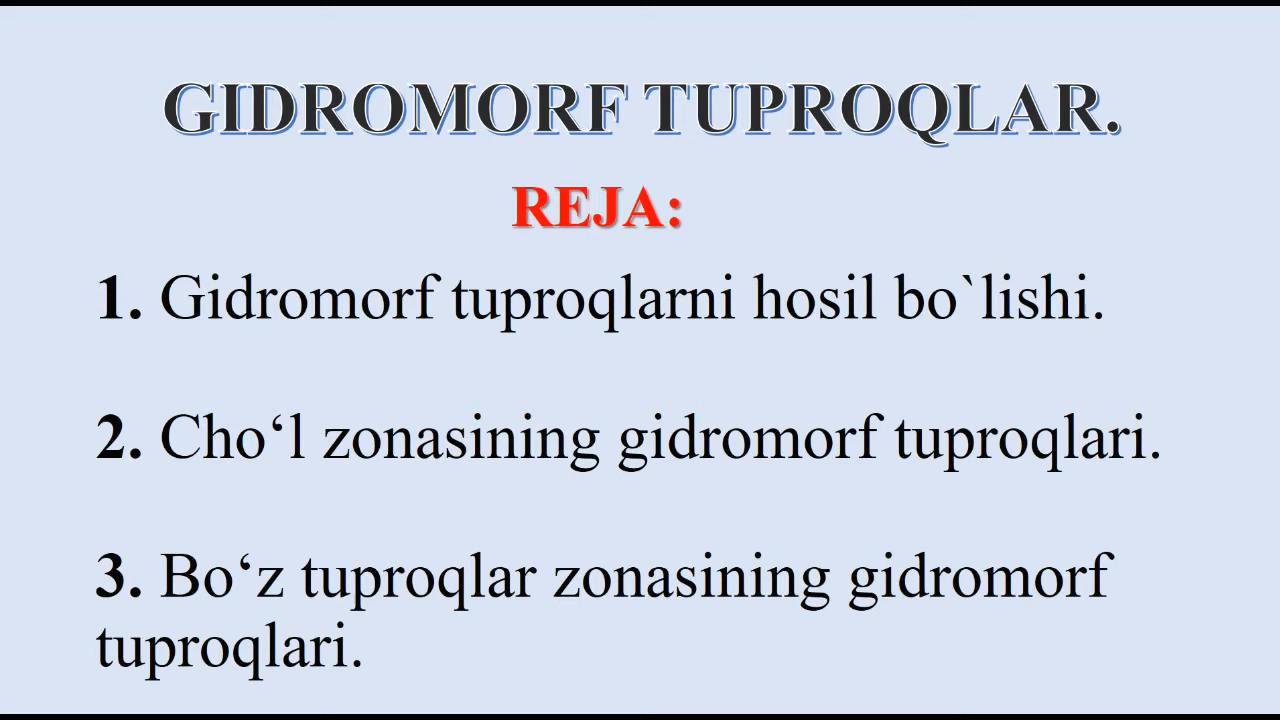 GIDROMORF TUPROQLAR.
REJA:
1. Gidromorf tuproqlarni hosil bo`lishi.
2. Cho‘l zonasining gidromorf tuproqlari.
3. Bo‘z tuproqlar zonasining gidromorf
tuproqlari.